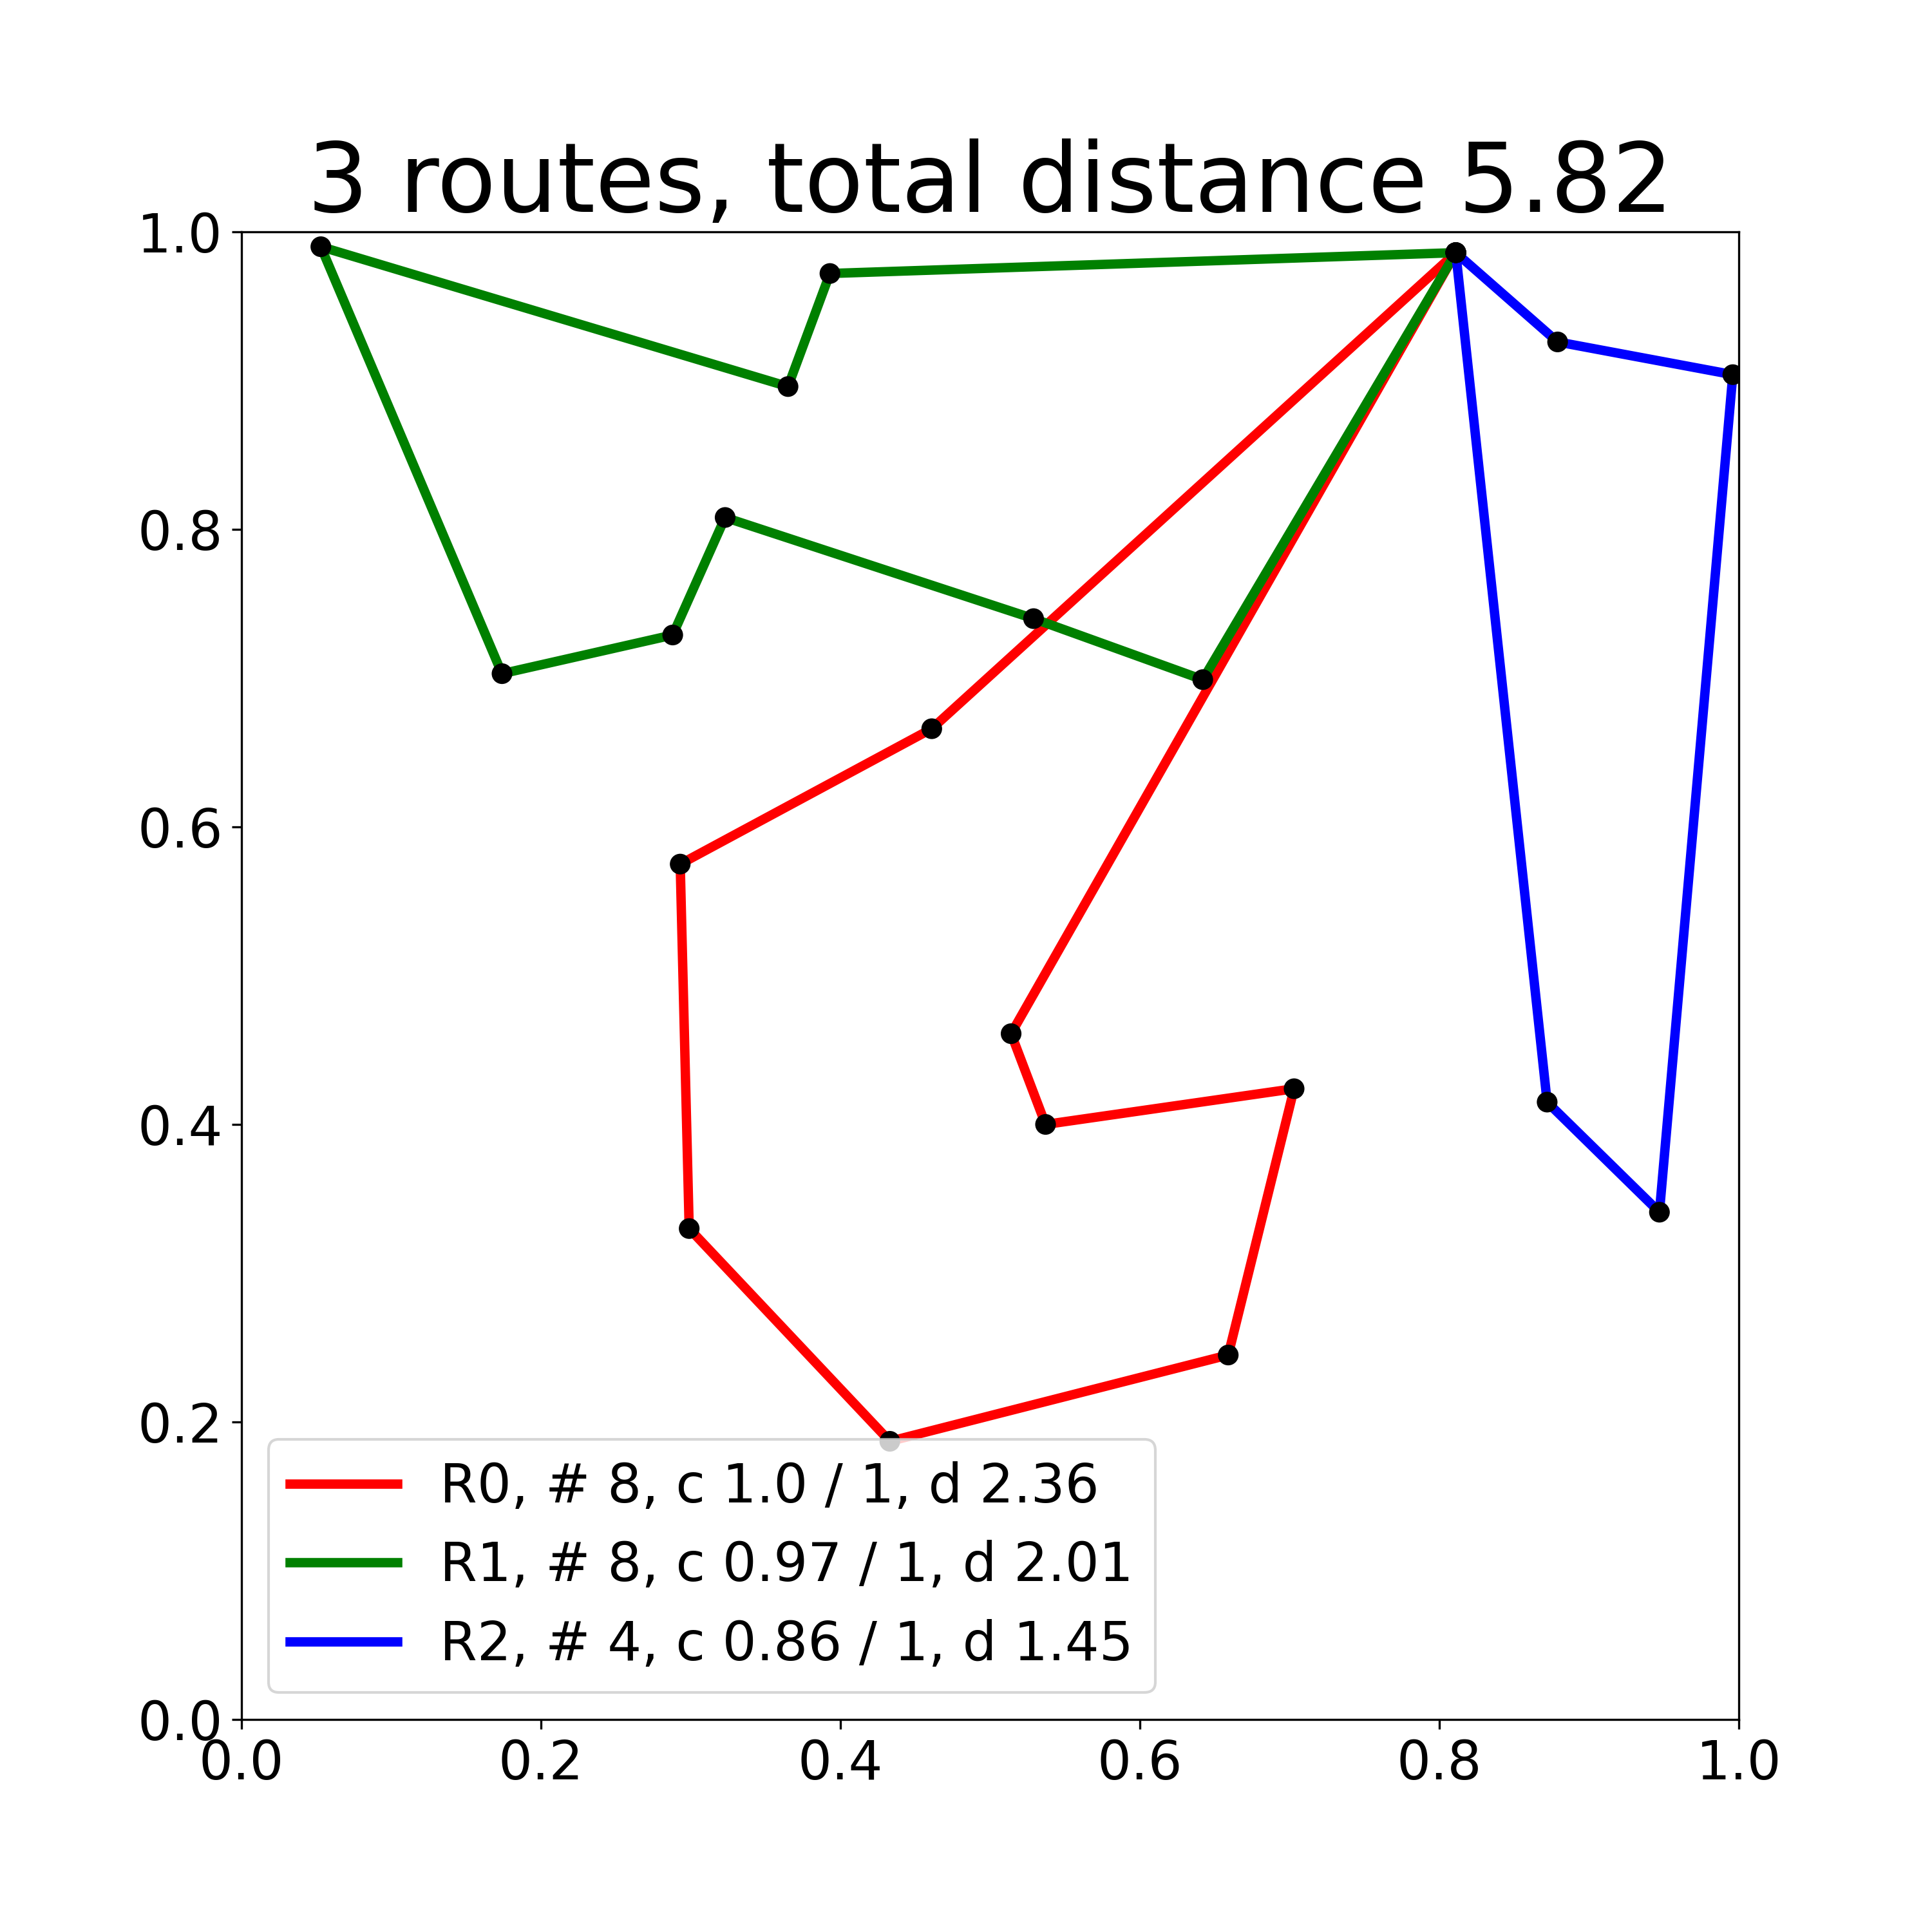 3 routes, total distance 5.82
1.0
0.8
0.6
0.4
0.2
0.0
R0, # 8, c 1.0 / 1, d 2.36
R1, # 8, c 0.97 / 1, d 2.01
R2, # 4, c 0.86 / 1, d 1.45
0.0 0.2 0.4 0.6 0.8 1.0